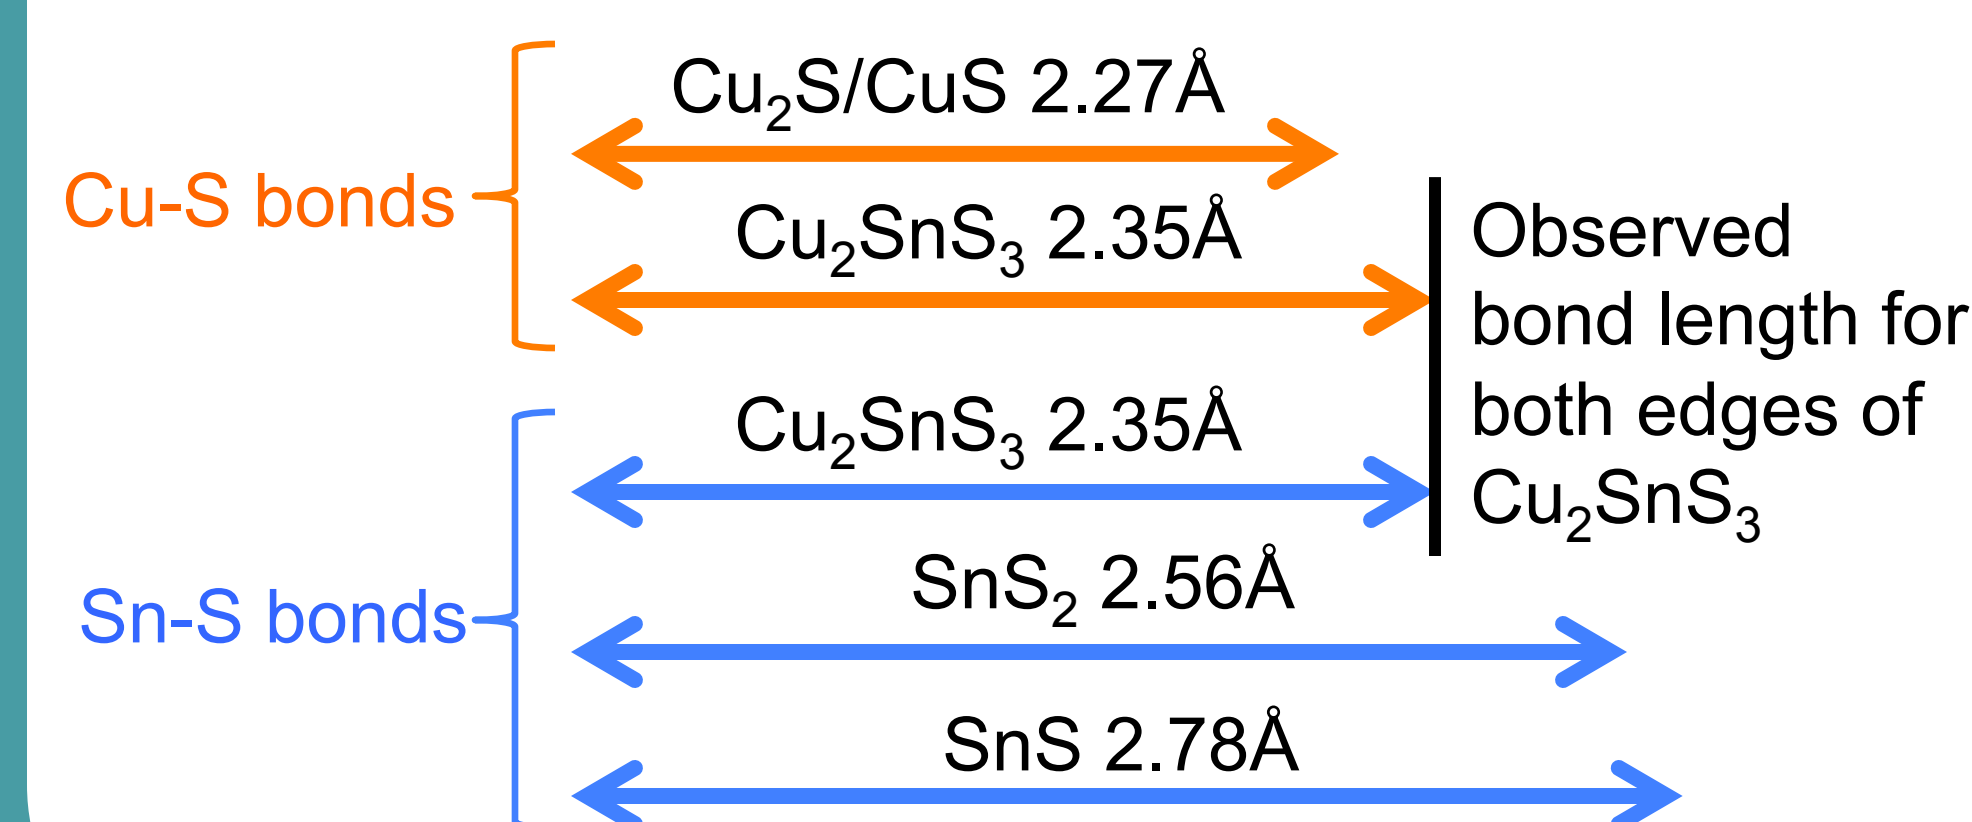 Cu₂S/CuS 2.27Å
Cu-S bonds
Cu₂SnS₃ 2.35Å
Observed
bond length for
both edges of
Cu₂SnS₃
Cu₂SnS₃ 2.35Å
SnS₂ 2.56Å
Sn-S bonds
SnS 2.78Å